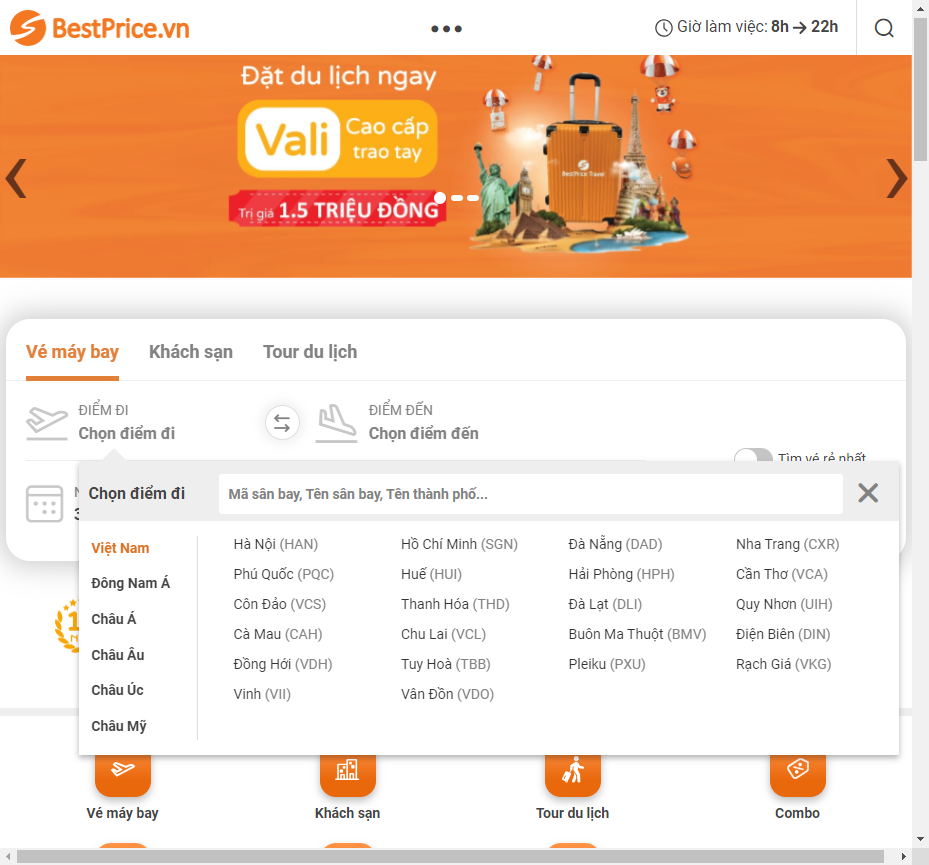 BestPrice.vn
Giờ làm việc: 8h → 22h
Đặt du lịch ngay
Vali Cao cấp trao tay
Trị giá 1.5 TRIỆU ĐỒNG
BestPrice Travel
Vé máy bay Khách sạn Tour du lịch
ĐIỂM ĐI
Chọn điểm đi
ĐIỂM ĐẾN
Chọn điểm đến
Tìm vé rẻ nhất
Chọn điểm đi
Mã sân bay, Tên sân bay, Tên thành phố...
Việt Nam
Đông Nam Á
Châu Á
Châu Âu
Châu Úc
Châu Mỹ
Hà Nội (HAN) Hồ Chí Minh (SGN) Đà Nẵng (DAD) Nha Trang (CXR)
Phú Quốc (PQC) Huế (HUI) Hải Phòng (HPH) Cần Thơ (VCA)
Côn Đảo (VCS) Thanh Hóa (THD) Đà Lạt (DLI) Quy Nhơn (UIH)
Cà Mau (CAH) Chu Lai (VCL) Buôn Ma Thuột (BMV) Điện Biên (DIN)
Đồng Hới (VDH) Tuy Hoà (TBB) Pleiku (PXU) Rạch Giá (VKG)
Vinh (VII) Vân Đồn (VDO)
Vé máy bay Khách sạn Tour du lịch Combo